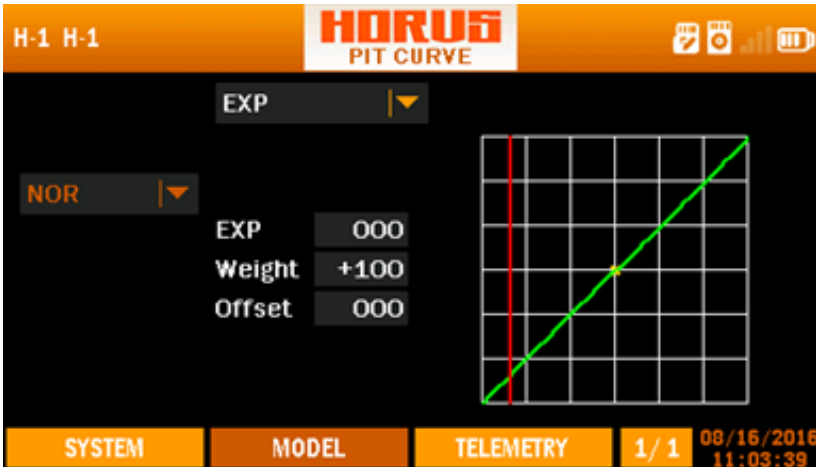 H-1 H-1
HORUS
PIT CURVE
EXP
NOR
EXP 000
Weight +100
Offset 000
SYSTEM MODEL TELEMETRY 1/1 08/16/2016
11:03:39